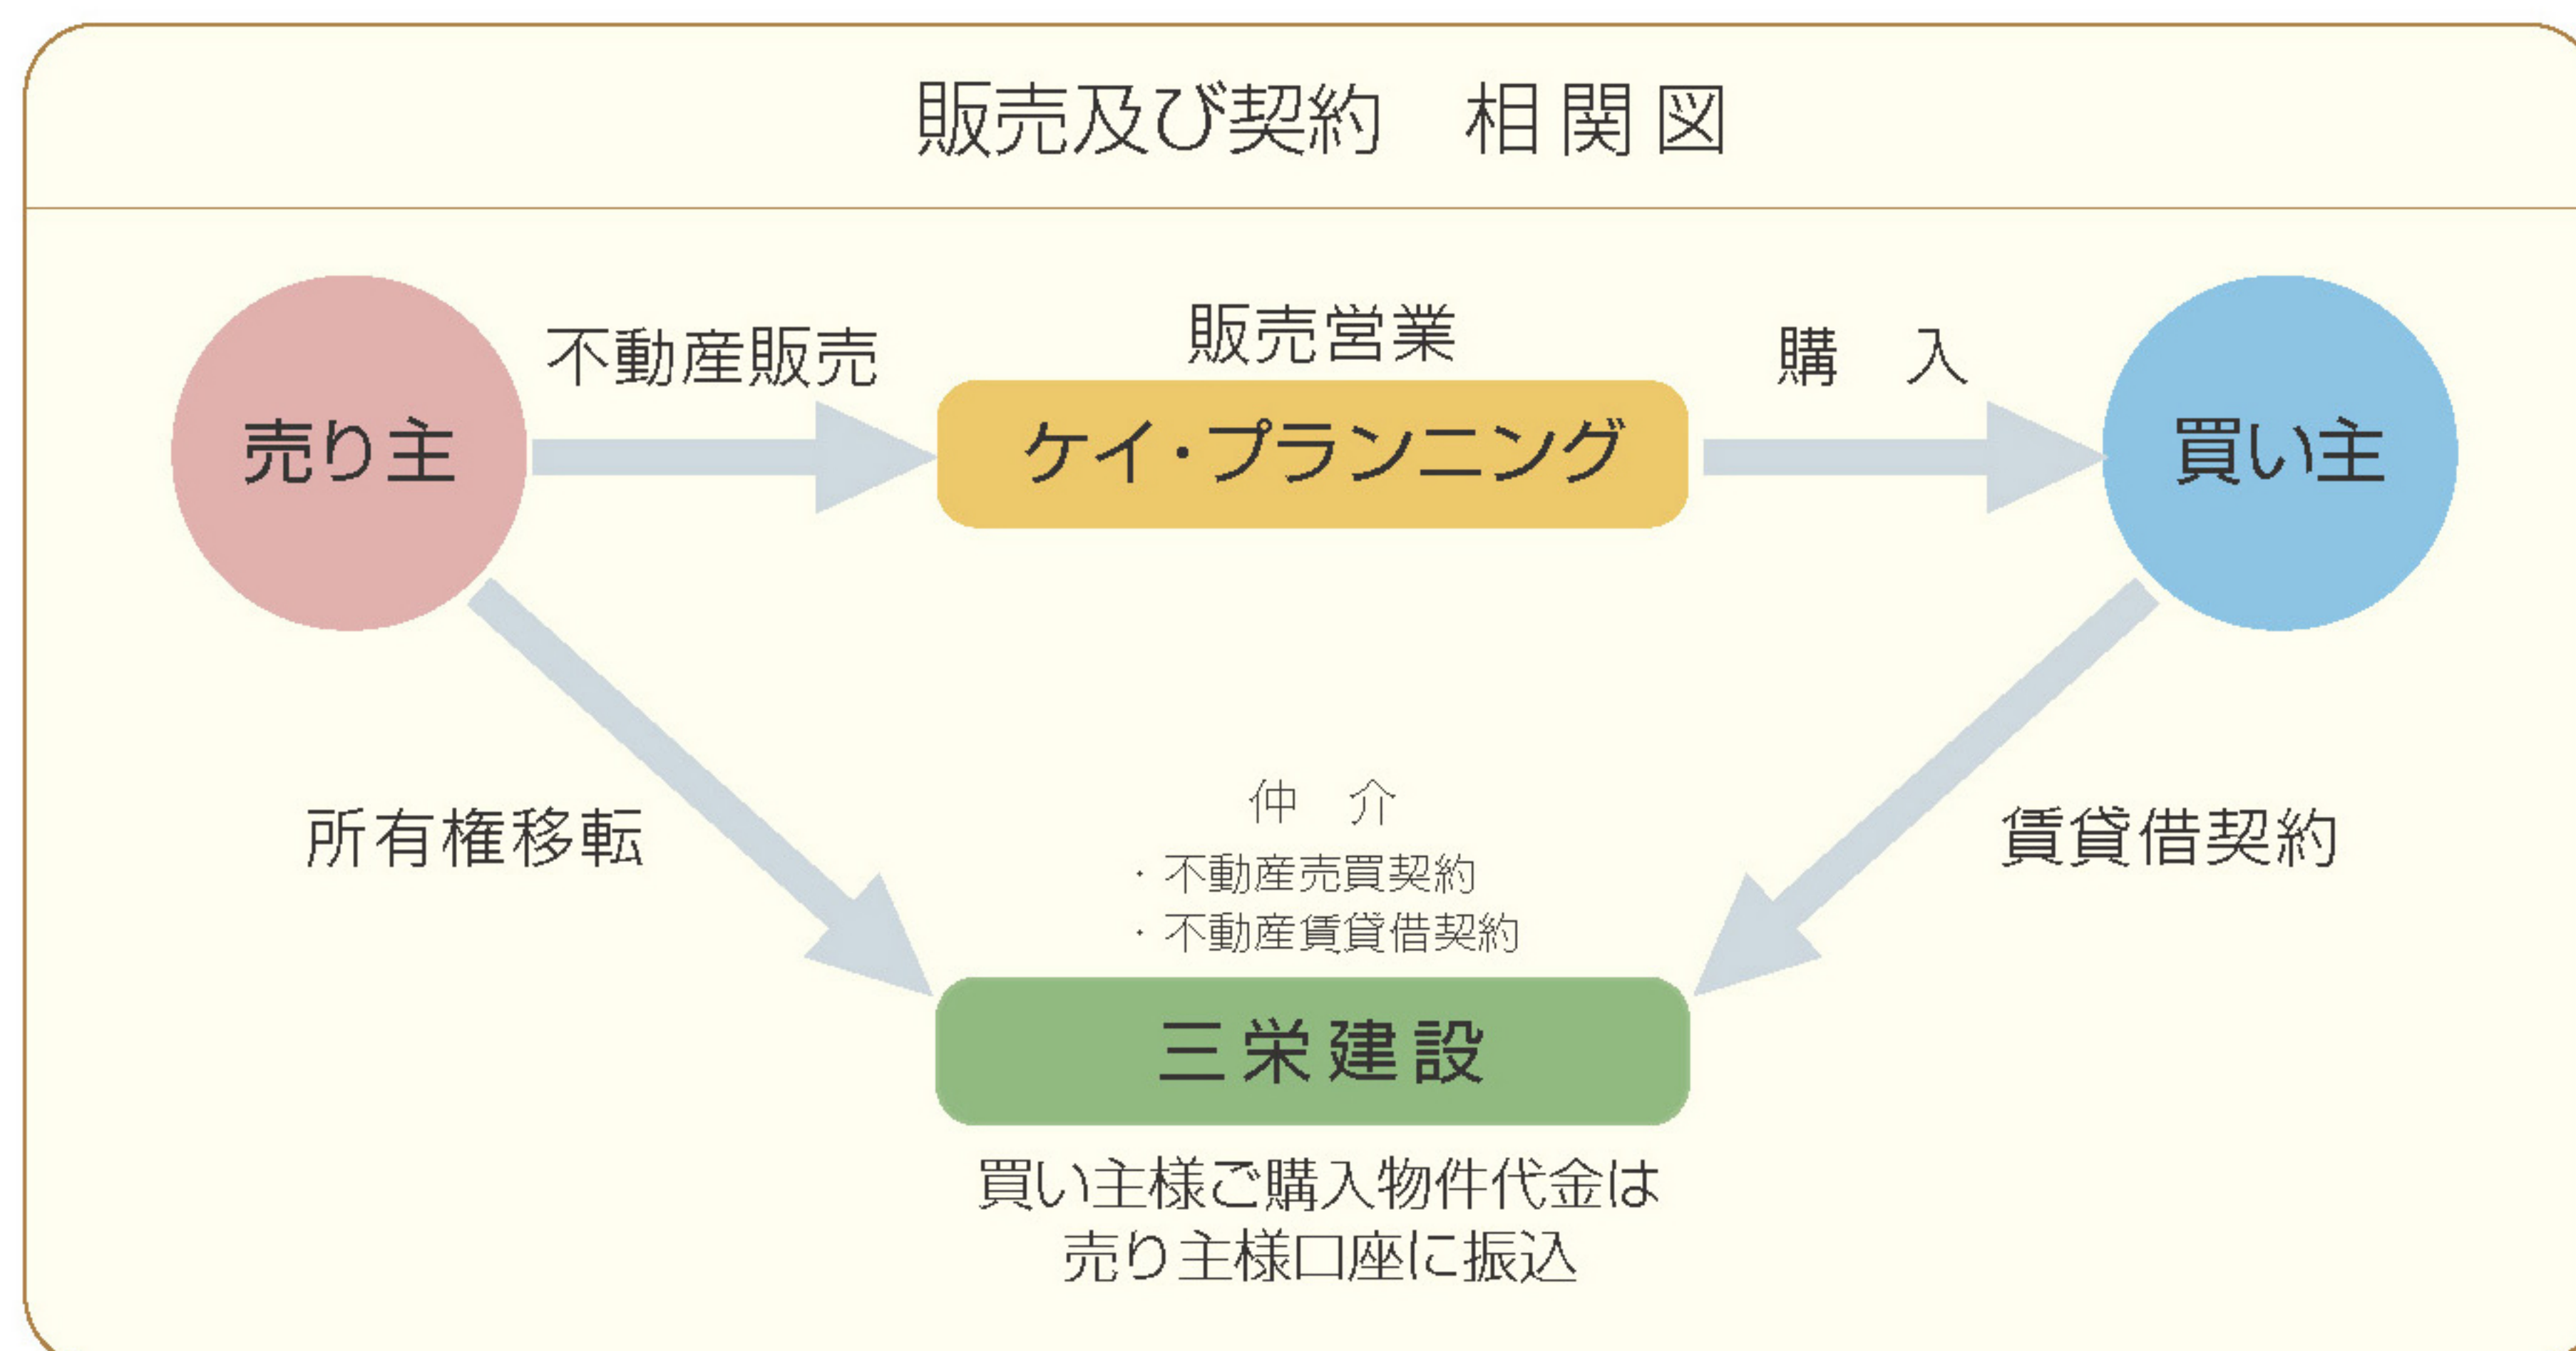 販売及び契約　相関図
売り主
不動産販売
販売営業
ケイ・プランニング
購　入
買い主
所有権移転
仲　介
・不動産売買契約
・不動産賃貸借契約
賃貸借契約
三栄建設
買い主様ご購入物件代金は
売り主様口座に振込